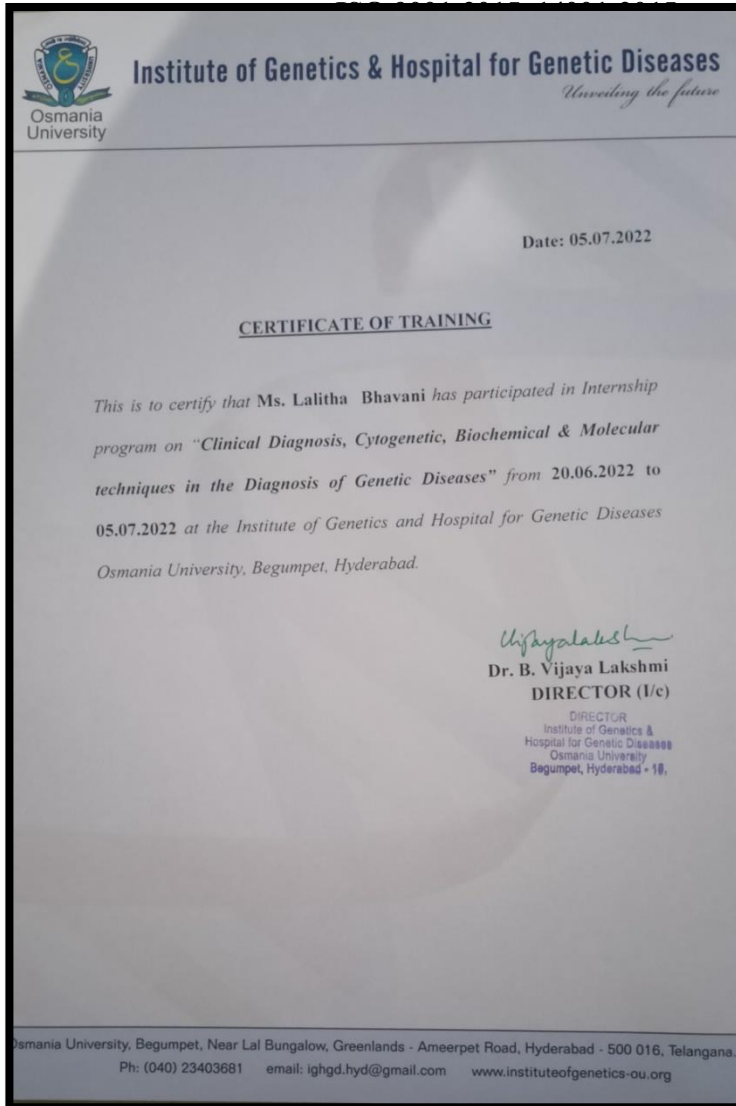 Institute of Genetics & Hospital for Genetic Diseases
Unveiling the future
Osmania
University
Date: 05.07.2022
CERTIFICATE OF TRAINING
This is to certify that Ms. Lalitha Bhavani has participated in Internship
program on "Clinical Diagnosis, Cytogenetic, Biochemical & Molecular
techniques in the Diagnosis of Genetic Diseases" from 20.06.2022 to
05.07.2022 at the Institute of Genetics and Hospital for Genetic Diseases
Osmania University, Begumpet, Hyderabad.
Dr. B. Vijaya Lakshmi
DIRECTOR (I/c)
DIRECTOR
Institute of Genetics &
Hospital for Genetic Diseases
Osmania University
Begumpet, Hyderabad - 16.
Osmania University, Begumpet, Near Lal Bungalow, Greenlands - Ameerpet Road, Hyderabad - 500 016, Telangana.
Ph: (040) 23403681 email: ighgd.hyd@gmail.com www.instituteofgenetics-ou.org